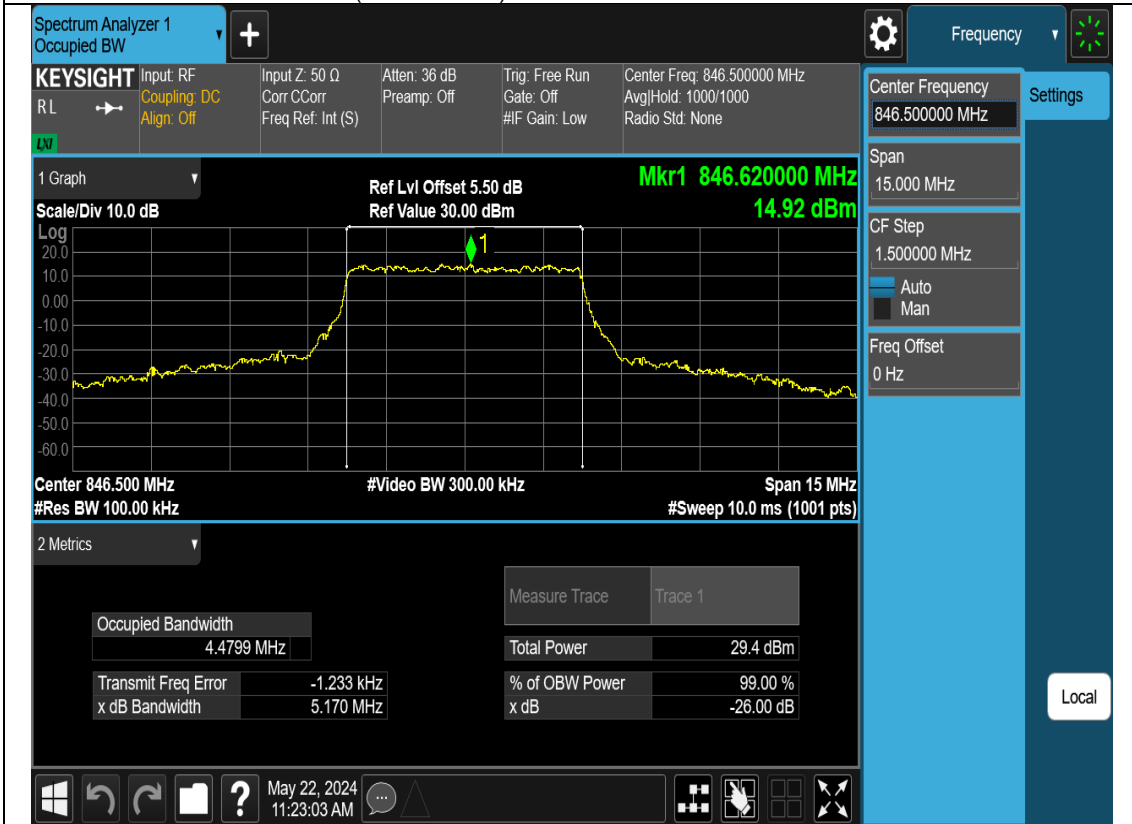 Spectrum Analyzer 1
Occupied BW
Frequency
KEYSIGHT
RL
LXI
Input: RF
Coupling: DC
Align: Off
Input Z: 50 Ω
Corr CCorr
Freq Ref: Int (S)
Atten: 36 dB
Preamp: Off
Trig: Free Run
Gate: Off
#IF Gain: Low
Center Freq: 846.500000 MHz
Avg|Hold: 1000/1000
Radio Std: None
Center Frequency
846.500000 MHz
Settings
Span
15.000 MHz
CF Step
1.500000 MHz
Auto
Man
Freq Offset
0 Hz
Local
1 Graph
Scale/Div 10.0 dB
Ref Lvl Offset 5.50 dB
Ref Value 30.00 dBm
Mkr1 846.620000 MHz
14.92 dBm
Log
1
20.0
10.0
0.00
-10.0
-20.0
-30.0
-40.0
-50.0
-60.0
Center 846.500 MHz
#Res BW 100.00 kHz
#Video BW 300.00 kHz
Span 15 MHz
#Sweep 10.0 ms (1001 pts)
2 Metrics
Measure Trace Trace 1
Occupied Bandwidth
4.4799 MHz
Total Power 29.4 dBm
Transmit Freq Error -1.233 kHz
% of OBW Power 99.00 %
x dB Bandwidth 5.170 MHz
x dB -26.00 dB
May 22, 2024
11:23:03 AM